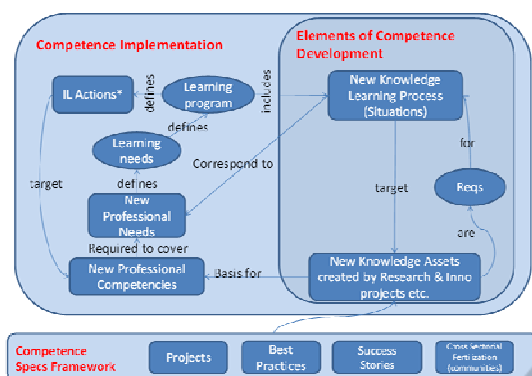 Competence Implementation
Elements of Competence
Development
IL Actions*
defines
Learning
program
includes
New Knowledge
Learning Process
(Situations)
defines
Learning
needs
Correspond to
for
target
defines
target
Reqs
New
Professional
Needs
are
Required to cover
New Professional
Competencies
Basis for
New Knowledge Assets
created by Research & Inno
projects etc.
Competence
Specs Framework
Projects
Best
Practices
Success
Stories
Cross Sectorial
Fertilization
(communities)